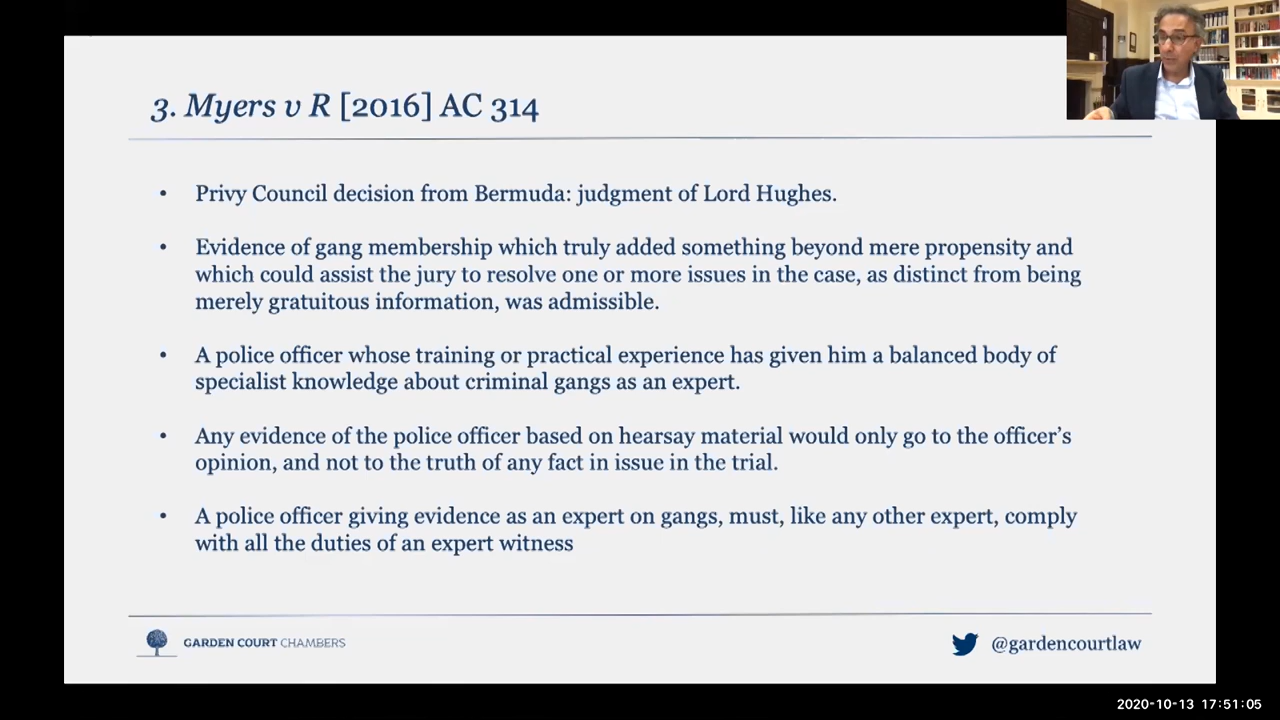 3. Myers v R [2016] AC 314
• Privy Council decision from Bermuda: judgment of Lord Hughes.
• Evidence of gang membership which truly added something beyond mere propensity and
which could assist the jury to resolve one or more issues in the case, as distinct from being
merely gratuitous information, was admissible.
• A police officer whose training or practical experience has given him a balanced body of
specialist knowledge about criminal gangs as an expert.
• Any evidence of the police officer based on hearsay material would only go to the officer’s
opinion, and not to the truth of any fact in issue in the trial.
• A police officer giving evidence as an expert on gangs, must, like any other expert, comply
with all the duties of an expert witness
GARDEN COURT CHAMBERS
@gardencourtlaw
2020-10-13 17:51:05